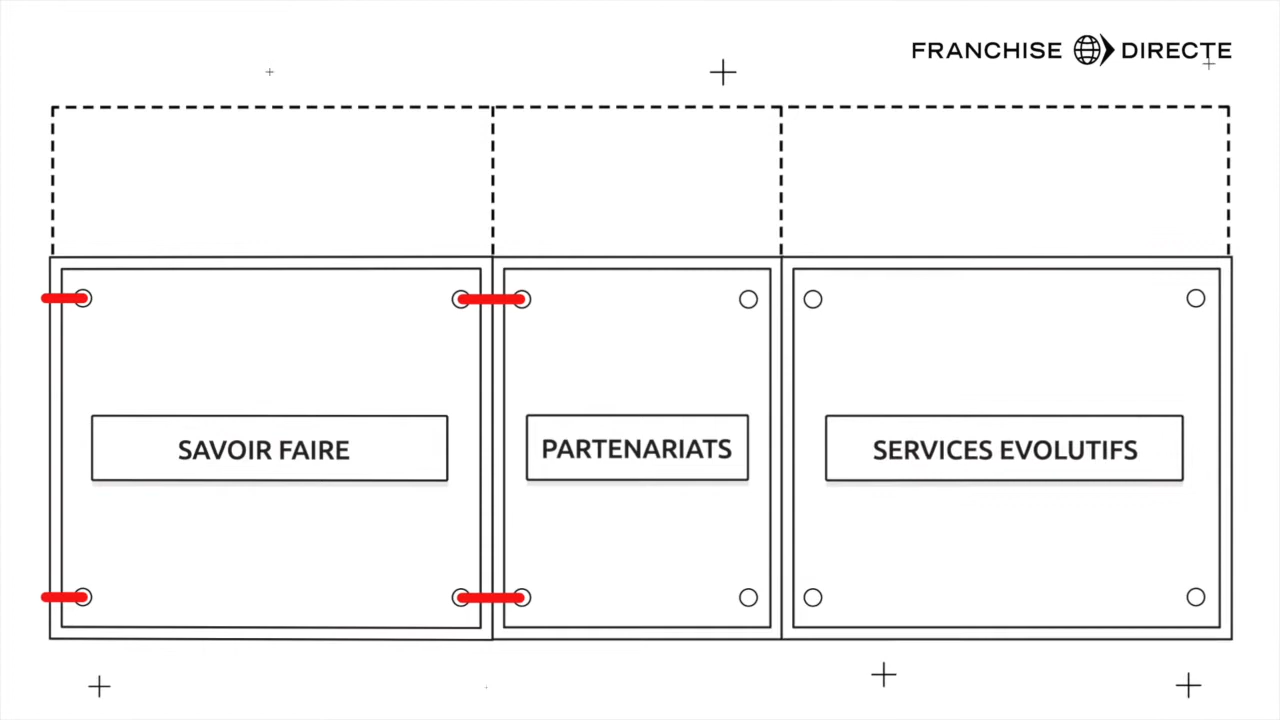 FRANCHISE DIRECTE
SAVOIR FAIRE
PARTENARIATS
SERVICES EVOLUTIFS